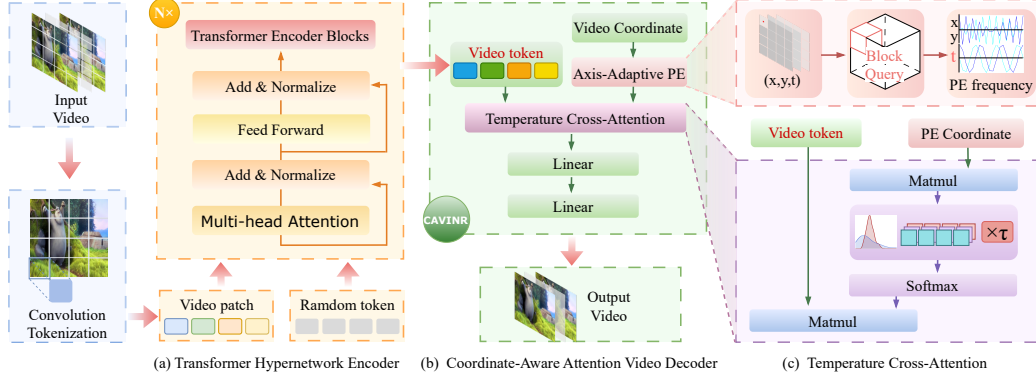 Input
Video
Convolution
Tokenization
N×
Transformer Encoder Blocks
Add & Normalize
Feed Forward
Add & Normalize
Multi-head Attention
Video patch
Ramdom token
(a) Transformer Hypernetwork Encoder
Video token
Video Coordinate
Axis-Adaptive PE
Temperature Cross-Attention
Linear
Linear
CAVINR
Output
Video
(b) Coordinate-Aware Attention Video Decoder
(x,y,t)
Block
Query
x
y
t
PE frequency
Video token
PE Coordinate
Matmul
×τ
Softmax
Matmul
(c) Temperature Cross-Attention